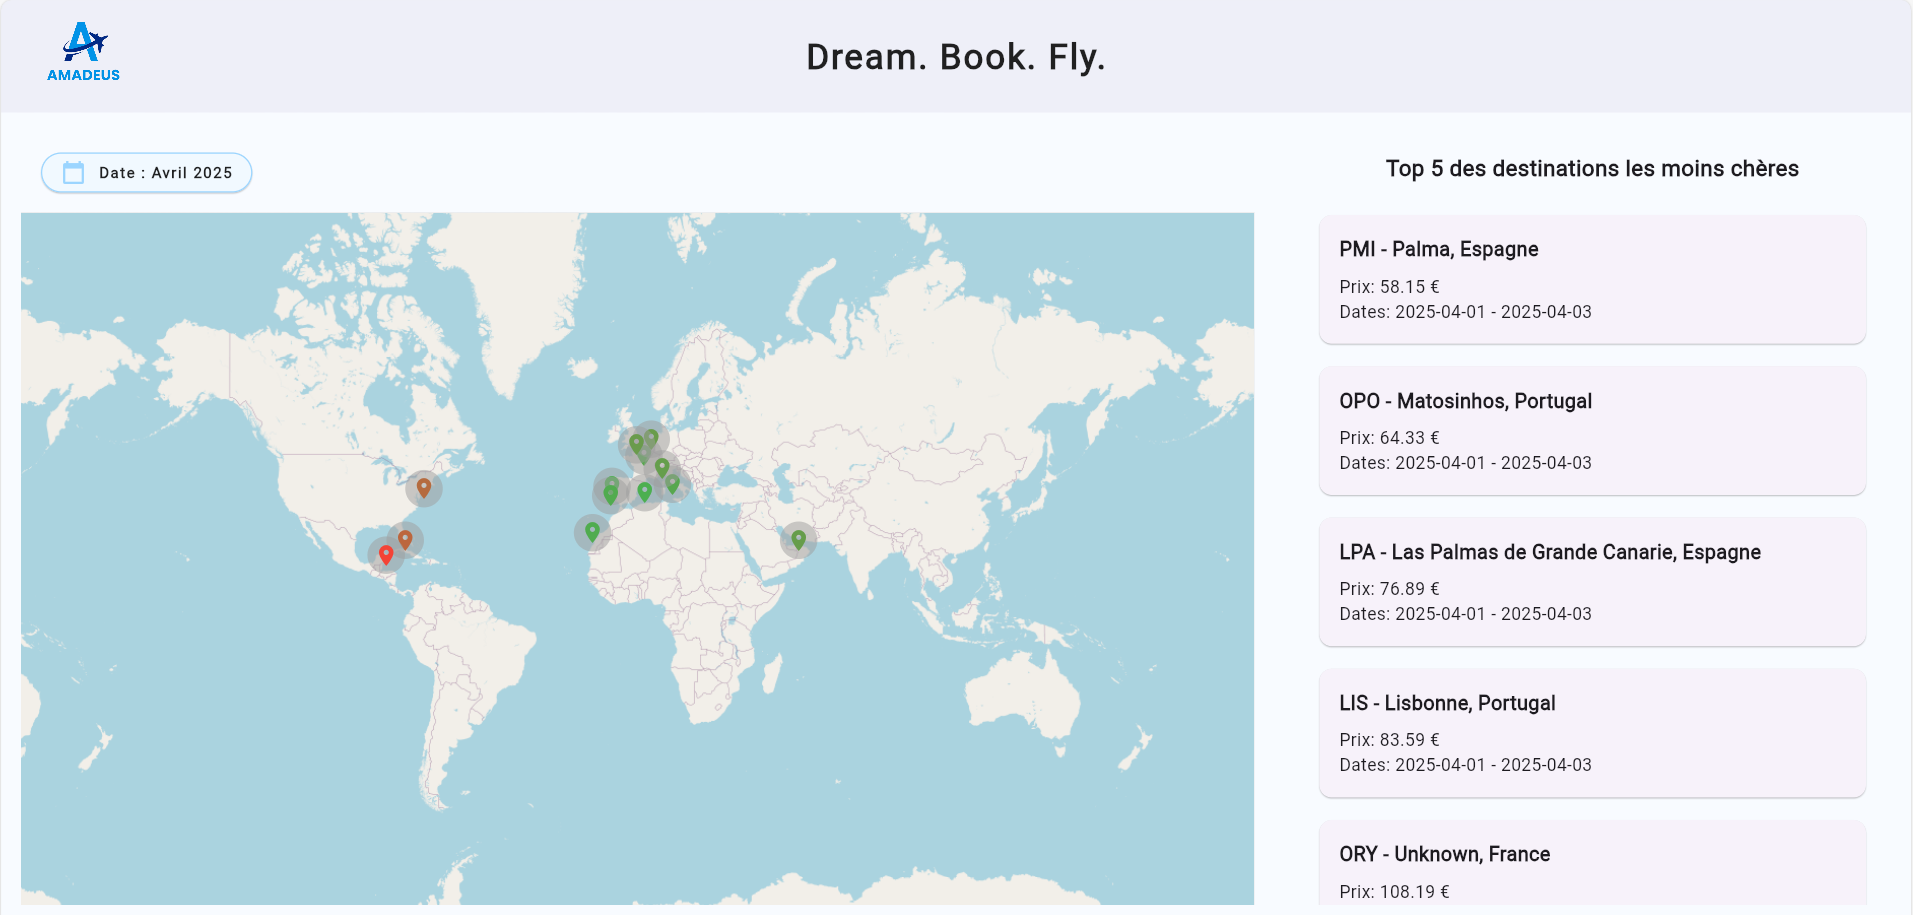 AMADEUS
Dream. Book. Fly.
Date : Avril 2025
Top 5 des destinations les moins chères
PMI - Palma, Espagne
Prix: 58.15 €
Dates: 2025-04-01 - 2025-04-03
OPO - Matosinhos, Portugal
Prix: 64.33 €
Dates: 2025-04-01 - 2025-04-03
LPA - Las Palmas de Grande Canarie, Espagne
Prix: 76.89 €
Dates: 2025-04-01 - 2025-04-03
LIS - Lisbonne, Portugal
Prix: 83.59 €
Dates: 2025-04-01 - 2025-04-03
ORY - Unknown, France
Prix: 108.19 €